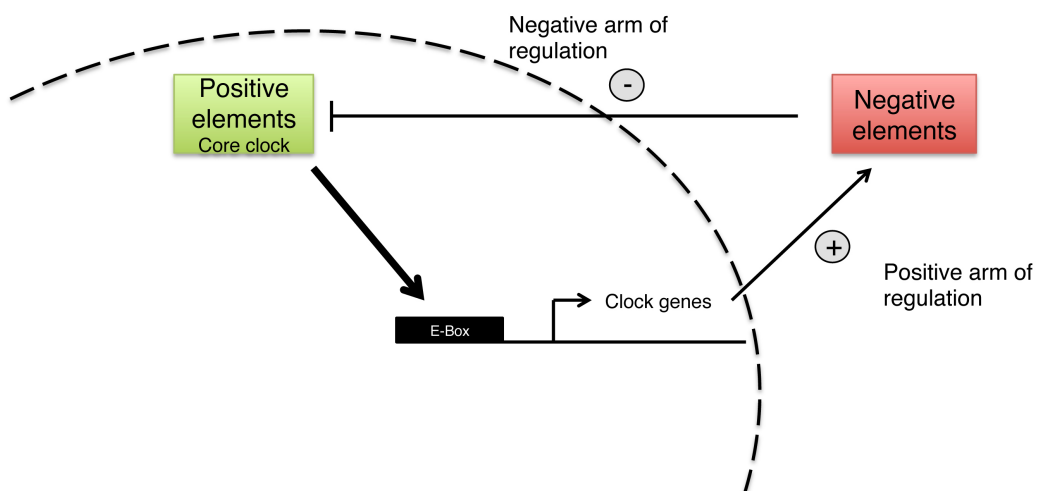 Negative arm of
regulation
-
Positive
elements
Core clock
Negative
elements
+
Positive arm of
regulation
Clock genes
E-Box